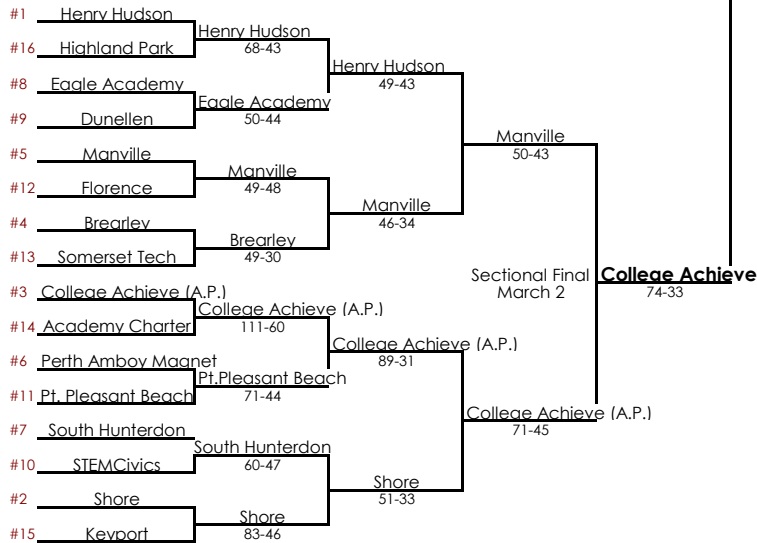 #1 Henry Hudson
Henry Hudson
#16 Highland Park
68-43
Henry Hudson
49-43
#8 Eagle Academy
Eagle Academy
#9 Dunellen
50-44
Manville
50-43
#5 Manville
Manville
#12 Florence
49-48
Manville
46-34
#4 Brearley
Brearley
#13 Somerset Tech
49-30
Sectional Final
March 2
College Achieve
74-33
#3 College Achieve (A.P.)
College Achieve (A.P.)
#14 Academy Charter
111-60
College Achieve (A.P.)
89-31
#6 Perth Amboy Magnet
Pt.Pleasant Beach
#11 Pt. Pleasant Beach
71-44
College Achieve (A.P.)
71-45
#7 South Hunterdon
South Hunterdon
#10 STEMCivics
60-47
Shore
51-33
#2 Shore
Shore
#15 Keyport
83-46